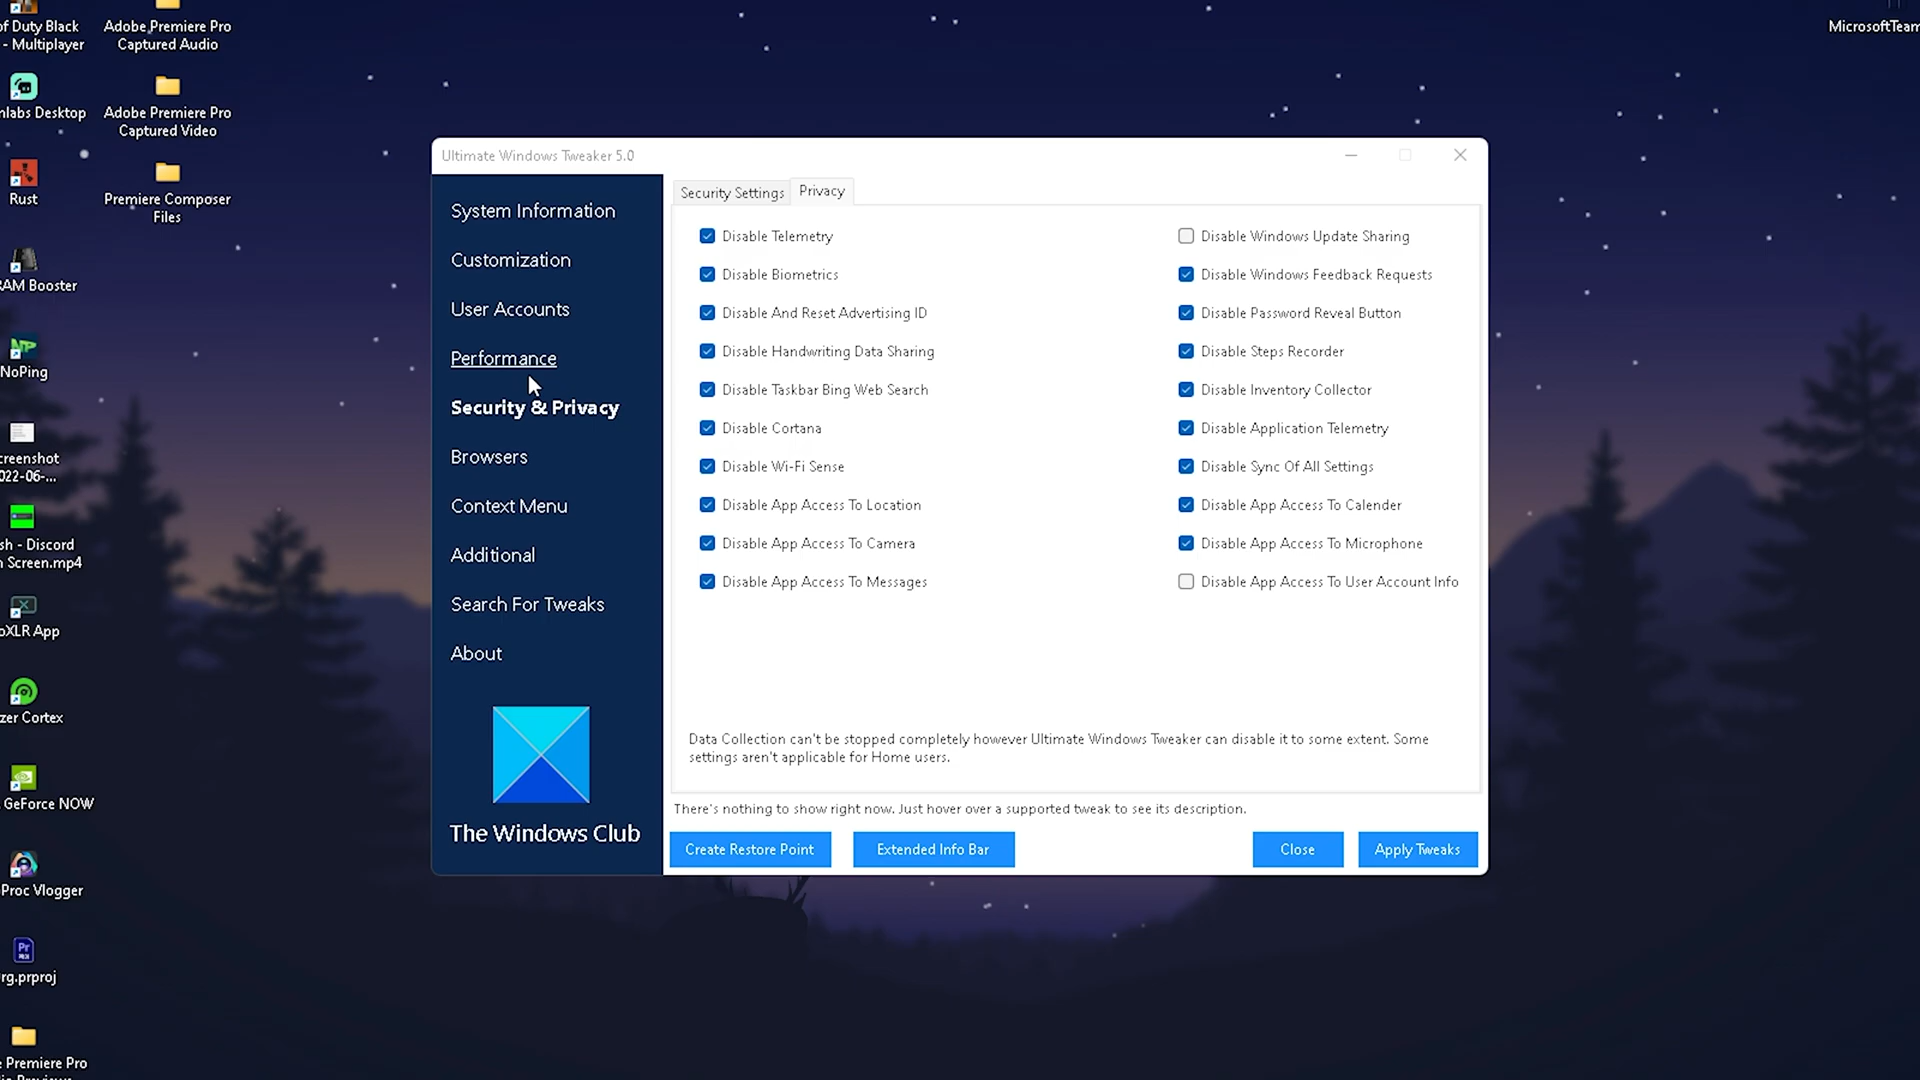 of Duty Black
- Multiplayer
Adobe Premiere Pro
Captured Audio
MicrosoftTeam
nlabs Desktop
Adobe Premiere Pro
Captured Video
Rust
Premiere Composer
Files
RAM Booster
NP
NoPing
creenshot
022-06-...
sh - Discord
n Screen.mp4
oXLR App
zer Cortex
GeForce NOW
Proc Vlogger
Pr
rg.prproj
e Premiere Pro
Ultimate Windows Tweaker 5.0
System Information
Customization
User Accounts
Performance
Security & Privacy
Browsers
Context Menu
Additional
Search For Tweaks
About
The Windows Club
Security Settings
Privacy
Disable Telemetry
Disable Biometrics
Disable And Reset Advertising ID
Disable Handwriting Data Sharing
Disable Taskbar Bing Web Search
Disable Cortana
Disable Wi-Fi Sense
Disable App Access To Location
Disable App Access To Camera
Disable App Access To Messages
Disable Windows Update Sharing
Disable Windows Feedback Requests
Disable Password Reveal Button
Disable Steps Recorder
Disable Inventory Collector
Disable Application Telemetry
Disable Sync Of All Settings
Disable App Access To Calender
Disable App Access To Microphone
Disable App Access To User Account Info
Data Collection can't be stopped completely however Ultimate Windows Tweaker can disable it to some extent. Some
settings aren't applicable for Home users.
There's nothing to show right now. Just hover over a supported tweak to see its description.
Create Restore Point
Extended Info Bar
Close
Apply Tweaks